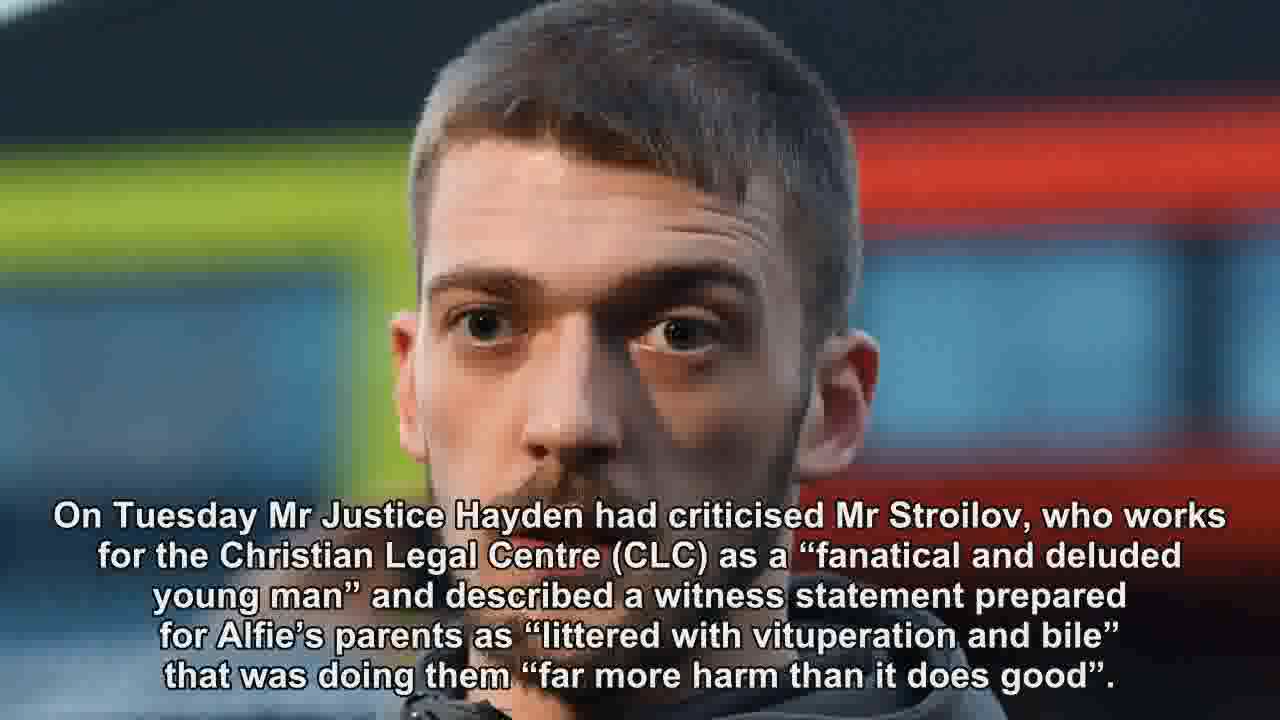 On Tuesday Mr Justice Hayden had criticised Mr Stroilov, who works
for the Christian Legal Centre (CLC) as a “fanatical and deluded
young man” and described a witness statement prepared
for Alfie’s parents as “littered with vituperation and bile”
that was doing them “far more harm than it does good”.